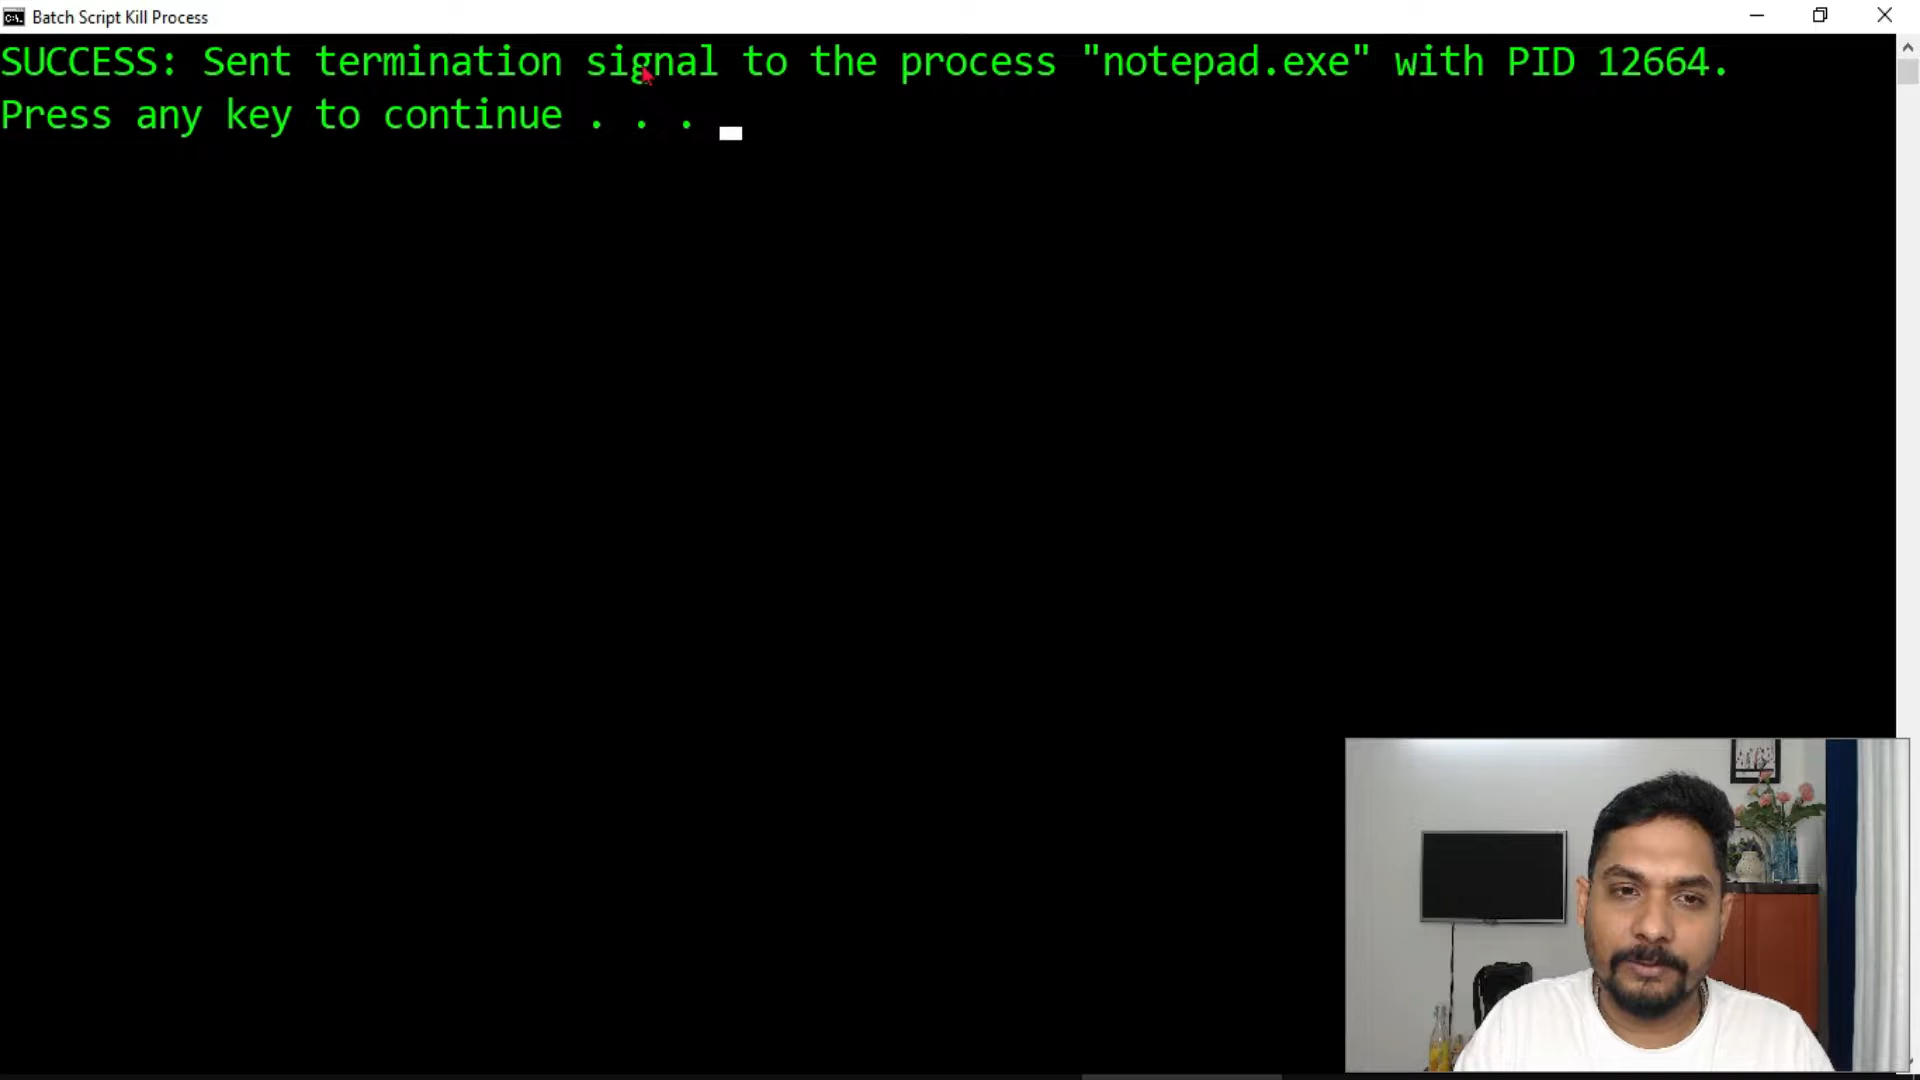 Batch Script Kill Process
SUCCESS: Sent termination signal to the process "notepad.exe" with PID 12664.
Press any key to continue . . .